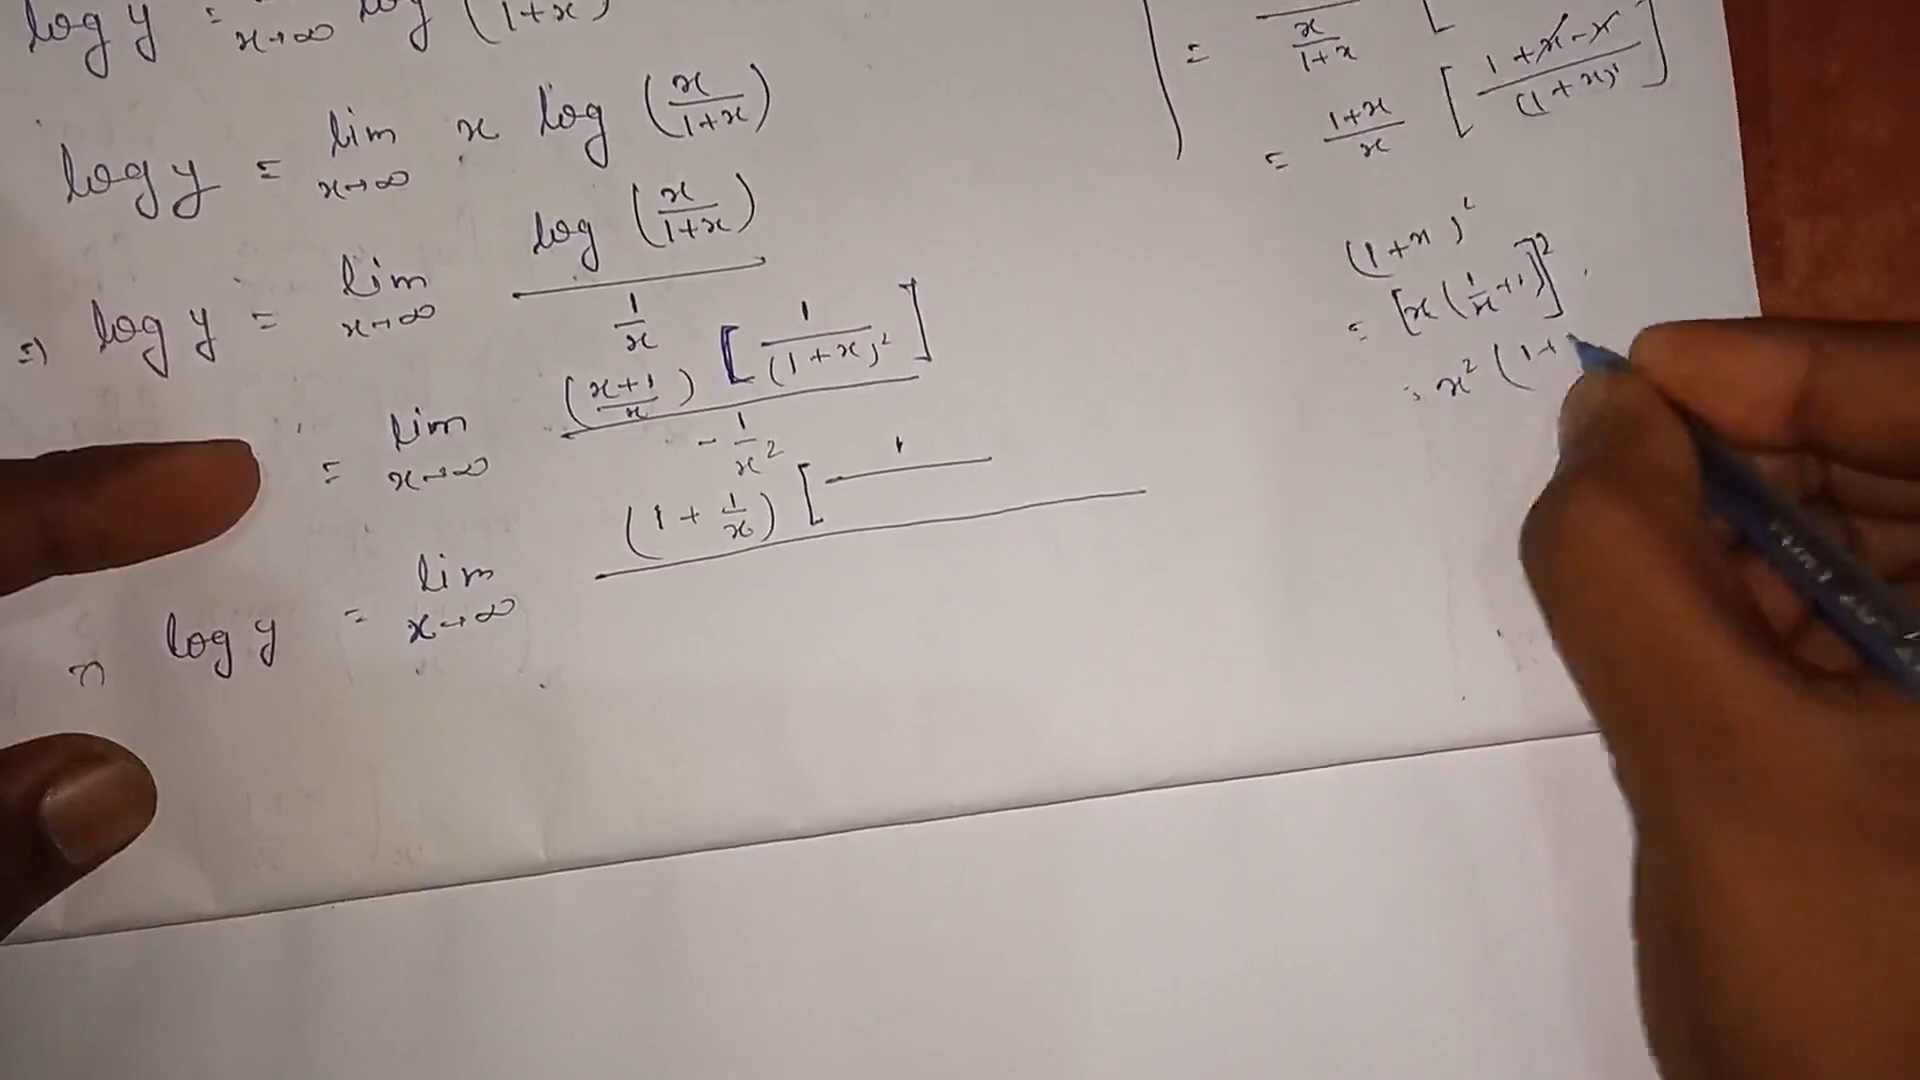 log y = lim x→∞ log (1+x)
log y = lim x→∞ x log (x/(1+x))
⇒) log y = lim x→∞ log (x/(1+x)) / (1/x)
= lim x→∞ ((x+1)/x) [1/(1+x)²] / (-1/x²)
⇒ log y = lim x→∞ (1 + 1/x) [1/
= x/(1+x) [
= (1+x)/x [(1+x-x)/(1+x)²]
(1+x)²
= [x(1/x+1)]²
= x² (1+